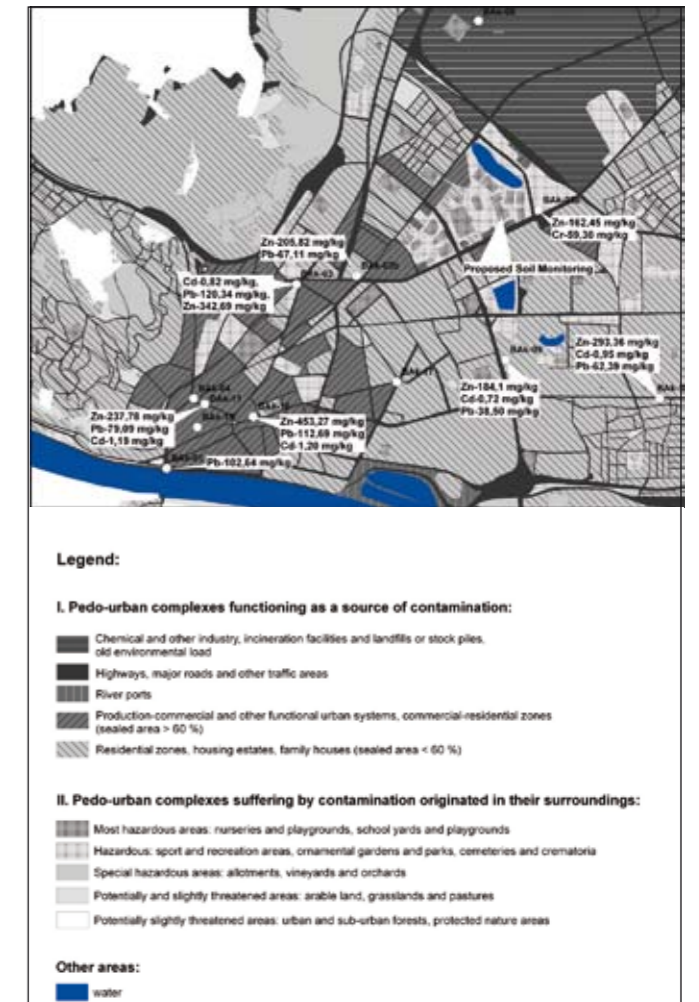 BAk-08
Zn-205,82 mg/kg
Pb-67,11 mg/kg
Zn-162,45 mg/kg
Cr-59,30 mg/kg
Proposed Soil Monitoring
Cd-0,82 mg/kg,
Pb-120,34 mg/kg,
Zn-342,69 mg/kg
Zn-293,36 mg/kg
Cd-0,95 mg/kg
Pb-62,39 mg/kg
BAk-09
Zn-184,1 mg/kg
Cd-0,72 mg/kg
Pb-38,50 mg/kg
BAk-04
Zn-237,78 mg/kg
Pb-79,09 mg/kg
Cd-1,19 mg/kg
Zn-453,27 mg/kg
Pb-112,69 mg/kg
Cd-1,20 mg/kg
Pb-102,64 mg/kg
Legend:
I. Pedo-urban complexes functioning as a source of contamination:
Chemical and other industry, incineration facilities and landfills or stock piles,
old environmental load
Highways, major roads and other traffic areas
River ports
Production-commercial and other functional urban systems, commercial-residential zones
(sealed area > 60 %)
Residential zones, housing estates, family houses (sealed area < 60 %)
II. Pedo-urban complexes suffering by contamination originated in their surroundings:
Most hazardous areas: nurseries and playgrounds, school yards and playgrounds
Hazardous: sport and recreation areas, ornamental gardens and parks, cemeteries and crematoria
Special hazardous areas: allotments, vineyards and orchards
Potentially and slightly threatened areas: arable land, grasslands and pastures
Potentially slightly threatened areas: urban and sub-urban forests, protected nature areas
Other areas:
water